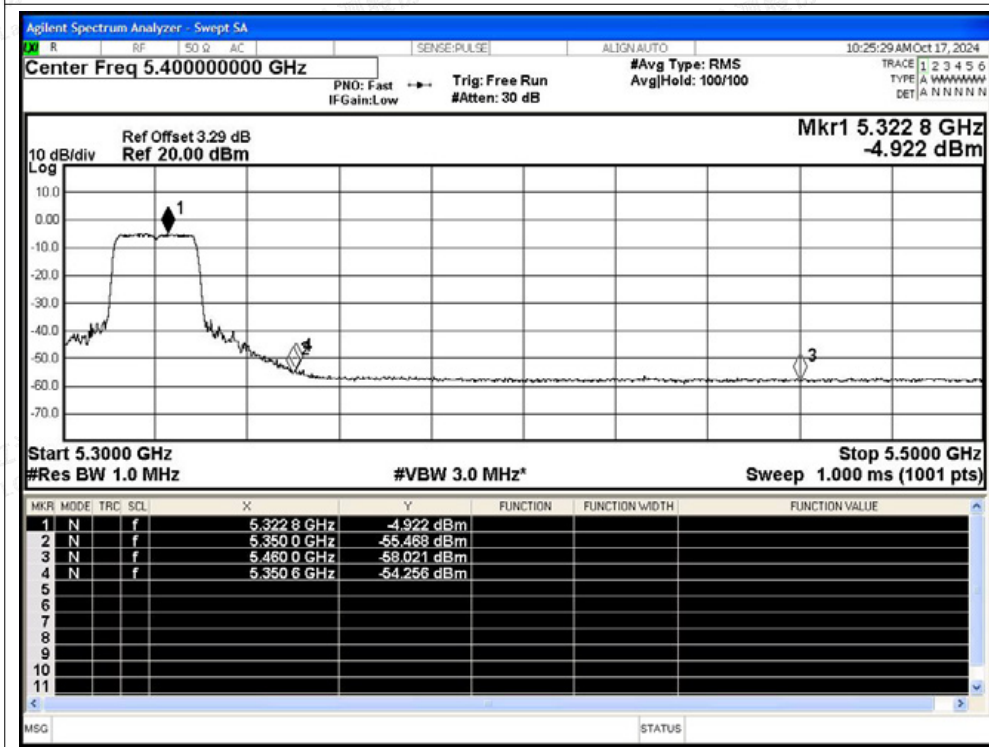 Agilent Spectrum Analyzer - Swept SA
LXI R RF 50 Ω AC SENSE:PULSE ALIGN AUTO 10:25:29 AM Oct 17, 2024
Center Freq 5.400000000 GHz #Avg Type: RMS TRACE 1 2 3 4 5 6
PNO: Fast Trig: Free Run Avg|Hold: 100/100 TYPE A WWWWW
IFGain:Low #Atten: 30 dB DET A N N N N N
Mkr1 5.322 8 GHz
Ref Offset 3.29 dB
10 dB/div Ref 20.00 dBm -4.922 dBm
Log
10.0
0.00
1
-10.0
-20.0
-30.0
-40.0
4
3
-50.0
-60.0
-70.0
Start 5.3000 GHz Stop 5.5000 GHz
#Res BW 1.0 MHz #VBW 3.0 MHz* Sweep 1.000 ms (1001 pts)
MKR MODE TRC SCL X Y FUNCTION FUNCTION WIDTH FUNCTION VALUE
1 N f 5.322 8 GHz -4.922 dBm
2 N f 5.350 0 GHz -55.468 dBm
3 N f 5.460 0 GHz -58.021 dBm
4 N f 5.350 6 GHz -54.256 dBm
5
6
7
8
9
10
11
MSG STATUS